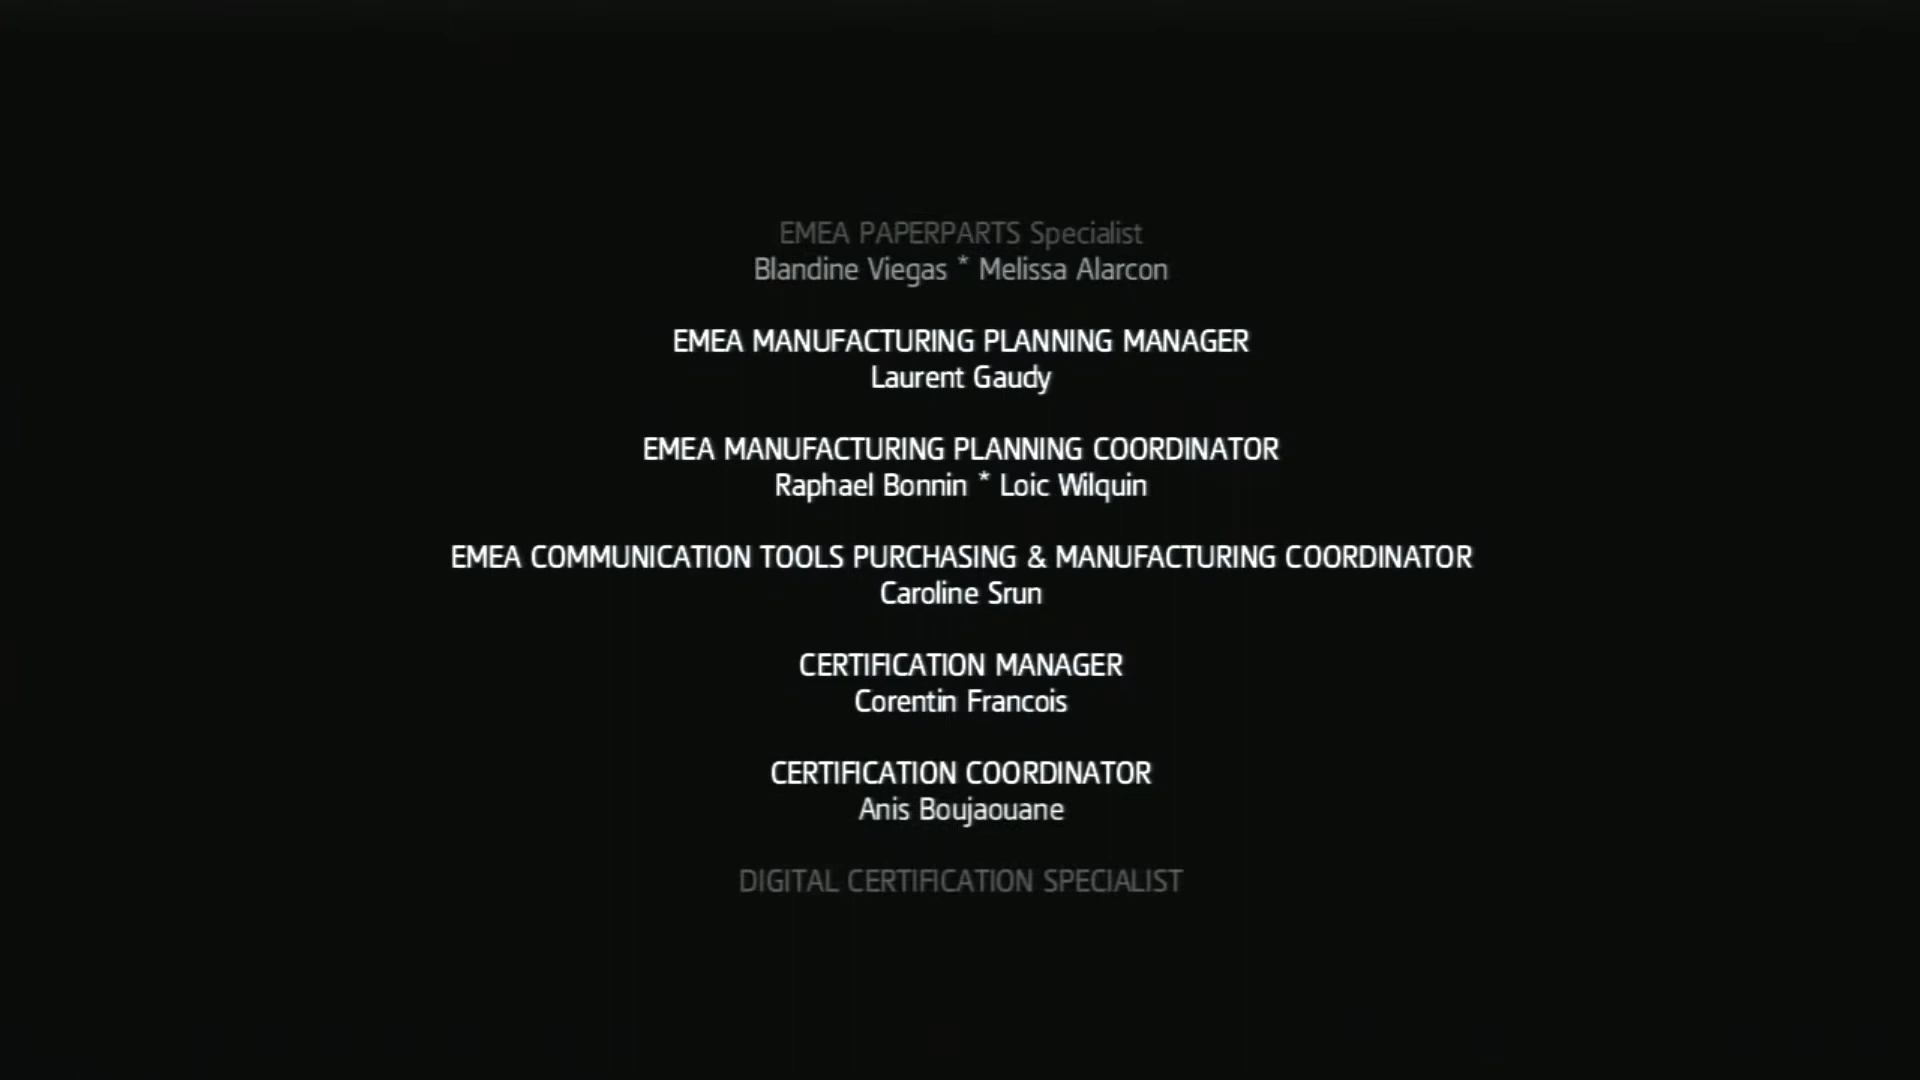 EMEA PAPERPARTS Specialist
Blandine Viegas * Melissa Alarcon
EMEA MANUFACTURING PLANNING MANAGER
Laurent Gaudy
EMEA MANUFACTURING PLANNING COORDINATOR
Raphael Bonnin * Loic Wilquin
EMEA COMMUNICATION TOOLS PURCHASING & MANUFACTURING COORDINATOR
Caroline Srun
CERTIFICATION MANAGER
Corentin Francois
CERTIFICATION COORDINATOR
Anis Boujaouane
DIGITAL CERTIFICATION SPECIALIST